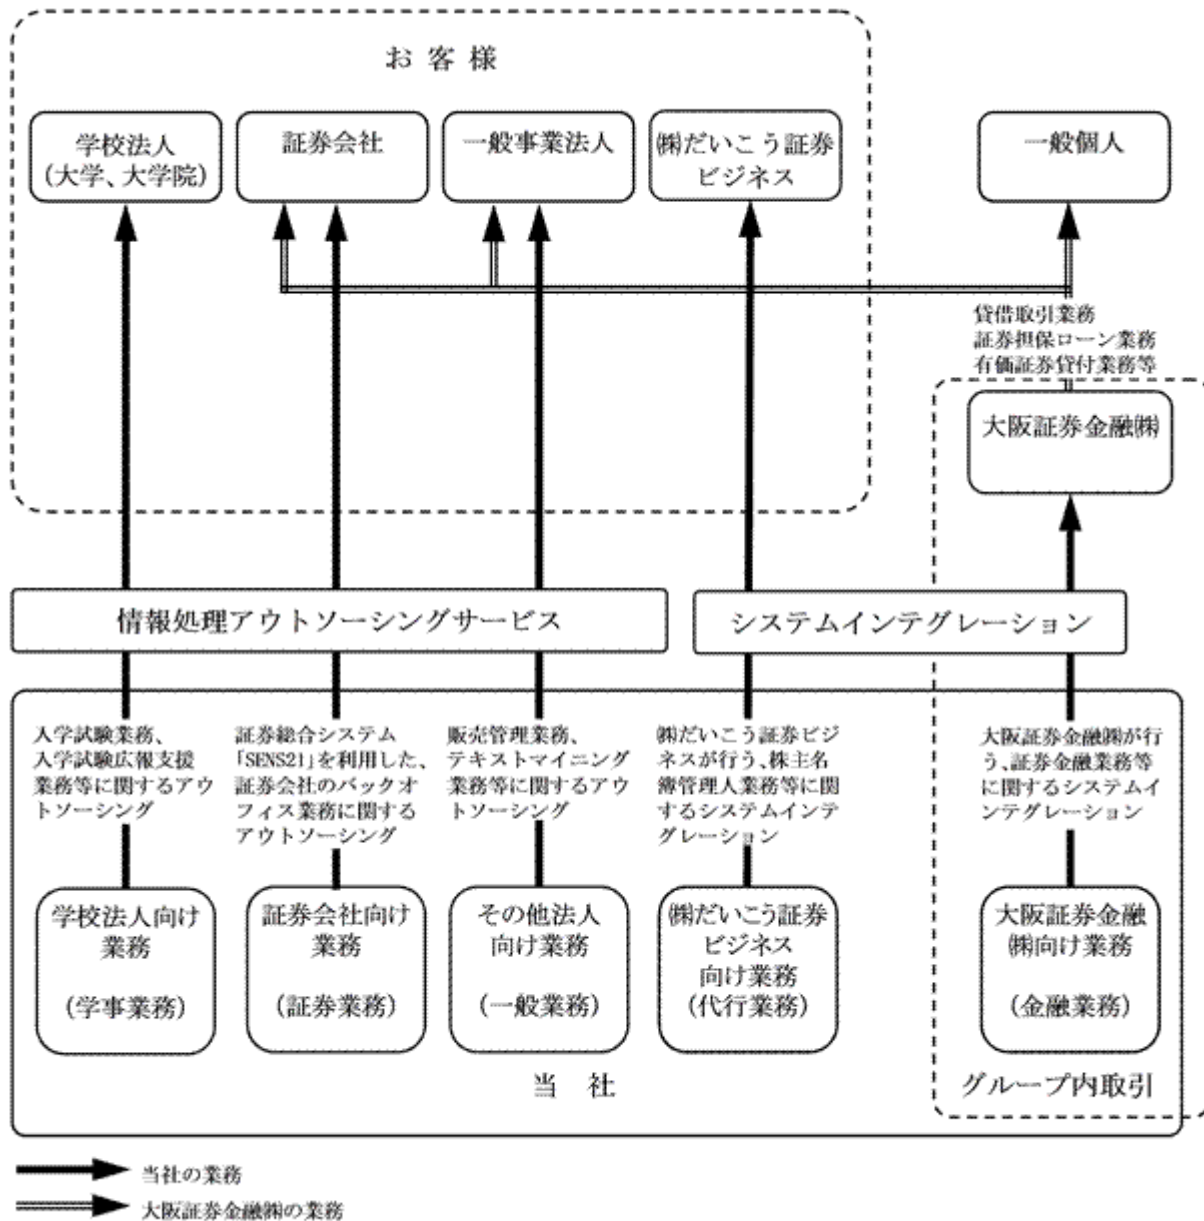 お 客 様
学校法人
(大学、大学院)
証券会社
一般事業法人
㈱だいこう証券
ビジネス
一般個人
貸借取引業務
証券担保ローン業務
有価証券貸付業務等
大阪証券金融㈱
情報処理アウトソーシングサービス
システムインテグレーション
入学試験業務、
入学試験広報支援
業務等に関するアウ
トソーシング
証券総合システム
「SENS21」を利用した、
証券会社のバックオ
フィス業務に関する
アウトソーシング
販売管理業務、
テキストマイニング
業務等に関するアウ
トソーシング
㈱だいこう証券ビジ
ネスが行う、株主名
簿管理人業務等に関
するシステムインテ
グレーション
大阪証券金融㈱が行
う、証券金融業務等
に関するシステムイ
ンテグレーション
学校法人向け
業務
(学事業務)
証券会社向け
業務
(証券業務)
その他法人
向け業務
(一般業務)
㈱だいこう証券
ビジネス
向け業務
(代行業務)
大阪証券金融
㈱向け業務
(金融業務)
当 社
グループ内取引
当社の業務
大阪証券金融㈱の業務